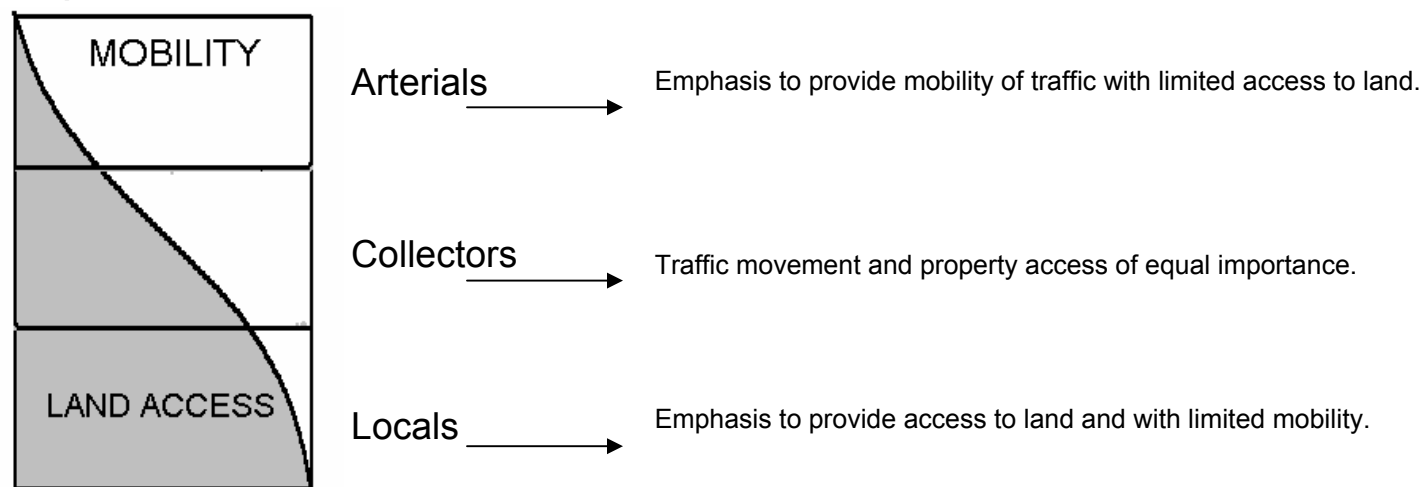 MOBILITY
Arterials
Emphasis to provide mobility of traffic with limited access to land.
Collectors
Traffic movement and property access of equal importance.
LAND ACCESS
Locals
Emphasis to provide access to land and with limited mobility.